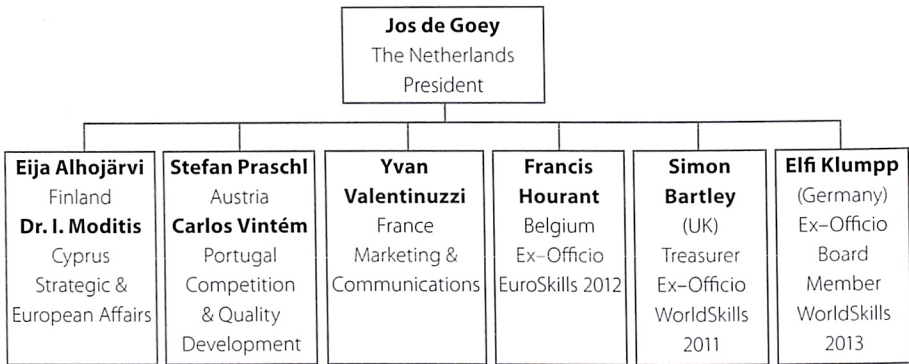 Jos de Goey
The Netherlands
President
Eija Alhojärvi
Finland
Dr. I. Moditis
Cyprus
Strategic &
European Affairs
Stefan Praschl
Austria
Carlos Vintém
Portugal
Competition
& Quality
Development
Yvan
Valentinuzzi
France
Marketing &
Communications
Francis
Hourant
Belgium
Ex–Officio
EuroSkills 2012
Simon
Bartley
(UK)
Treasurer
Ex–Officio
WorldSkills
2011
Elfi Klumpp
(Germany)
Ex–Officio
Board
Member
WorldSkills
2013